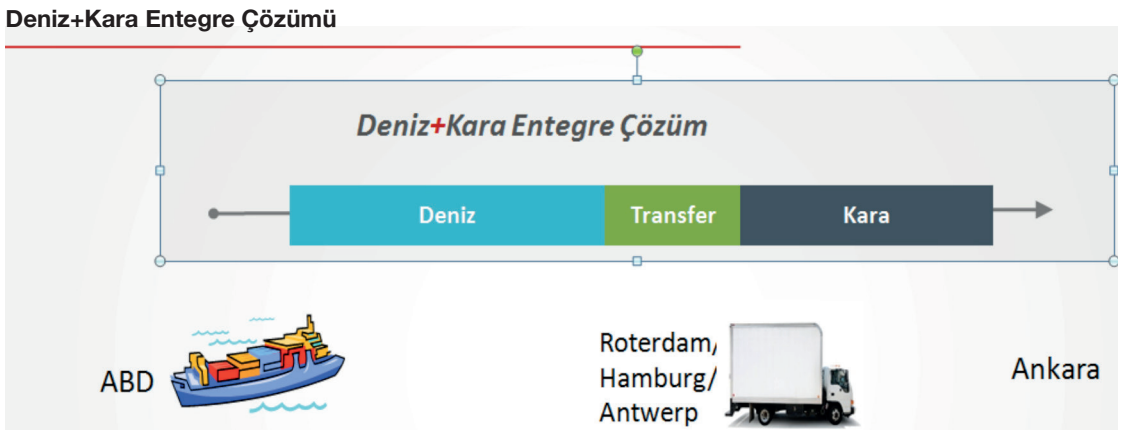 Deniz+Kara Entegre Çözümü
Deniz+Kara Entegre Çözüm
Deniz
Transfer
Kara
ABD
Roterdam/
Hamburg/
Antwerp
Ankara